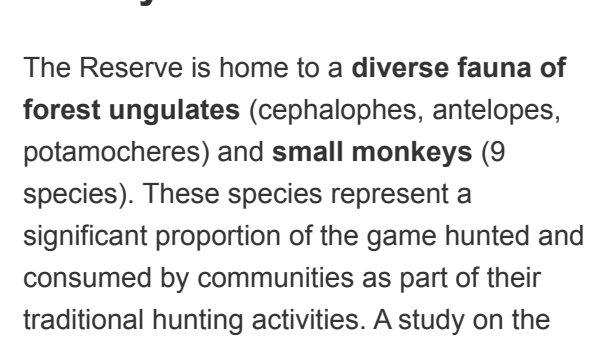 The Reserve is home to a diverse fauna of
forest ungulates (cephalophes, antelopes,
potamocheres) and small monkeys (9
species). These species represent a
significant proportion of the game hunted and
consumed by communities as part of their
traditional hunting activities. A study on the